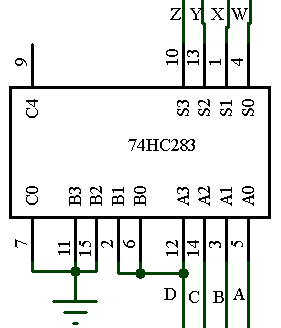 Z Y X W
9 10 13 1 4
C4 S3 S2 S1 S0
74HC283
C0 B3 B2 B1 B0 A3 A2 A1 A0
7 11 15 2 6 12 14 3 5
D C B A